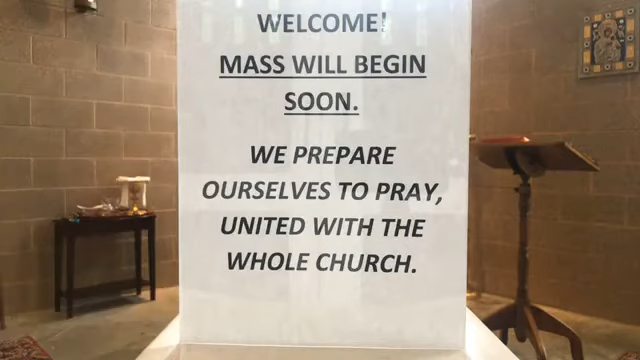 WELCOME!
MASS WILL BEGIN
SOON.
WE PREPARE
OURSELVES TO PRAY,
UNITED WITH THE
WHOLE CHURCH.